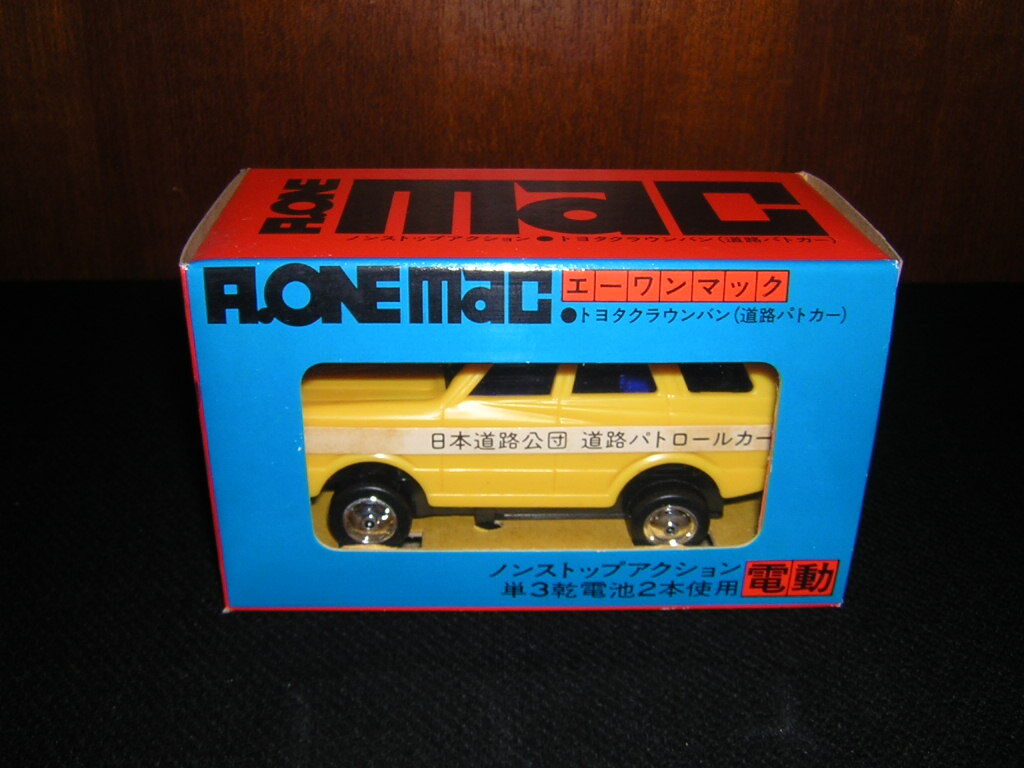 A.ONE mac
ノンストップアクション●トヨタクラウンバン(道路パトカー)
A.ONE mac エーワンマック
●トヨタクラウンバン(道路パトカー)
日本道路公団 道路パトロールカー
ノンストップアクション
単3乾電池2本使用 電動